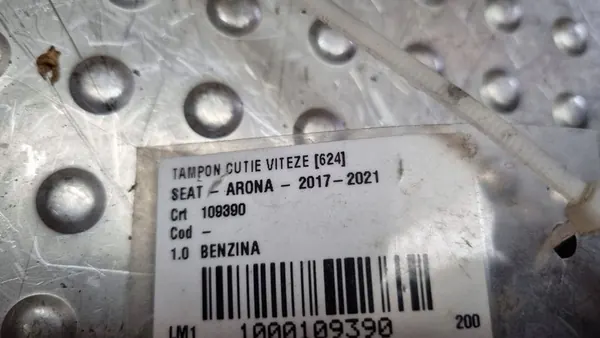 TAMPON CUTIE VITEZE [624]
SEAT - ARONA - 2017-2021
Crt 109390
Cod -
1.0 BENZINA
LM1 1000109390 200